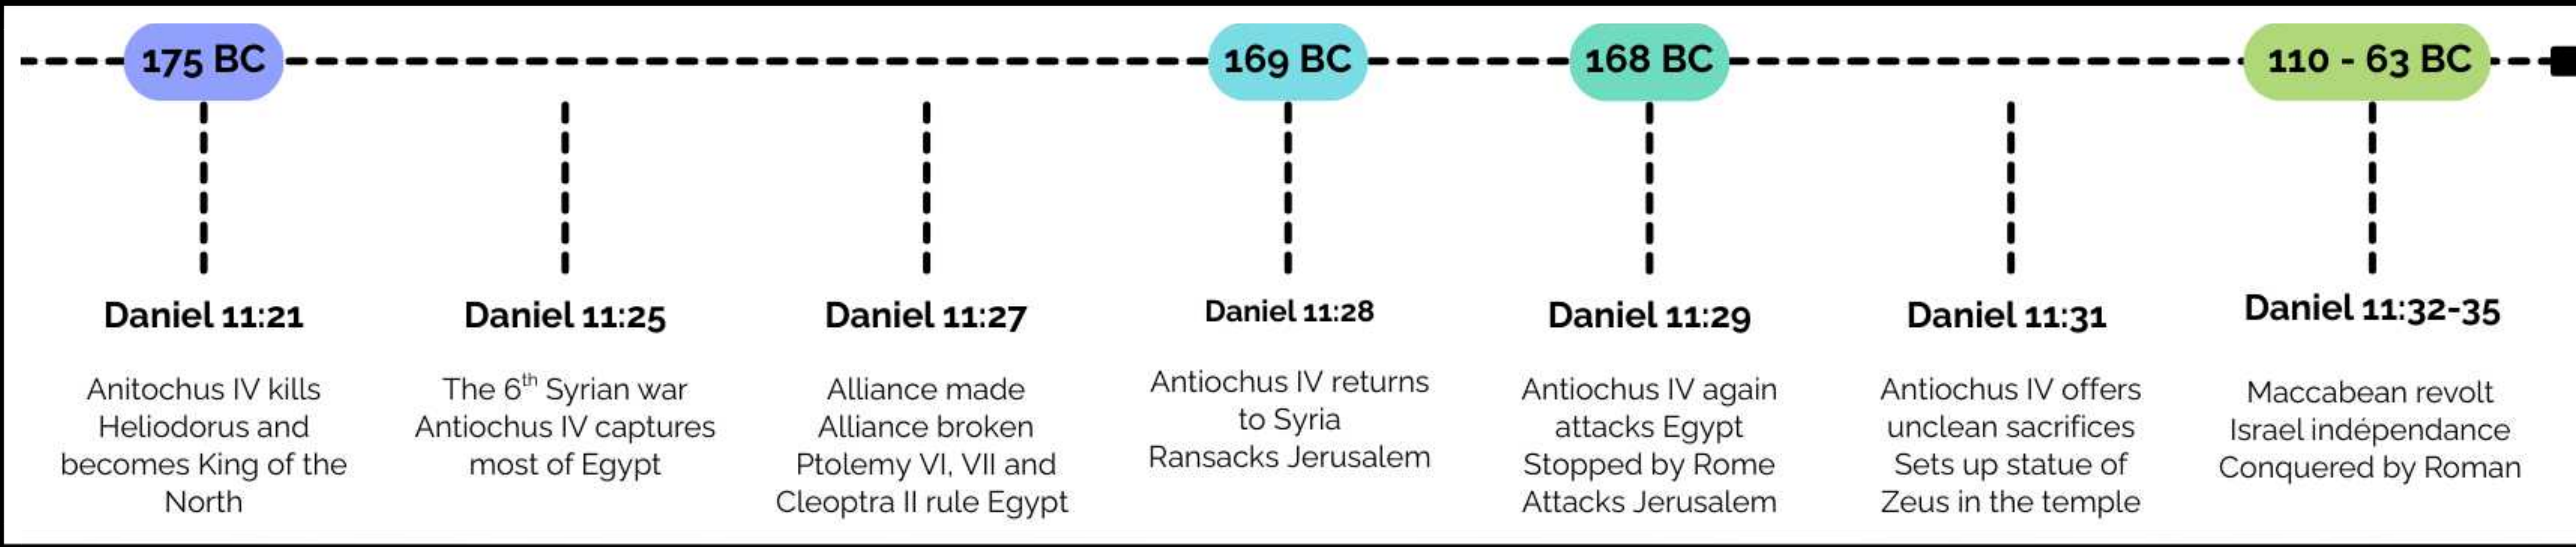 175 BC
169 BC
168 BC
110 - 63 BC
Daniel 11:21
Anitochus IV kills
Heliodorus and
becomes King of the
North
Daniel 11:25
The 6th Syrian war
Antiochus IV captures
most of Egypt
Daniel 11:27
Alliance made
Alliance broken
Ptolemy VI, VII and
Cleoptra II rule Egypt
Daniel 11:28
Antiochus IV returns
to Syria
Ransacks Jerusalem
Daniel 11:29
Antiochus IV again
attacks Egypt
Stopped by Rome
Attacks Jerusalem
Daniel 11:31
Antiochus IV offers
unclean sacrifices
Sets up statue of
Zeus in the temple
Daniel 11:32-35
Maccabean revolt
Israel indépendance
Conquered by Roman